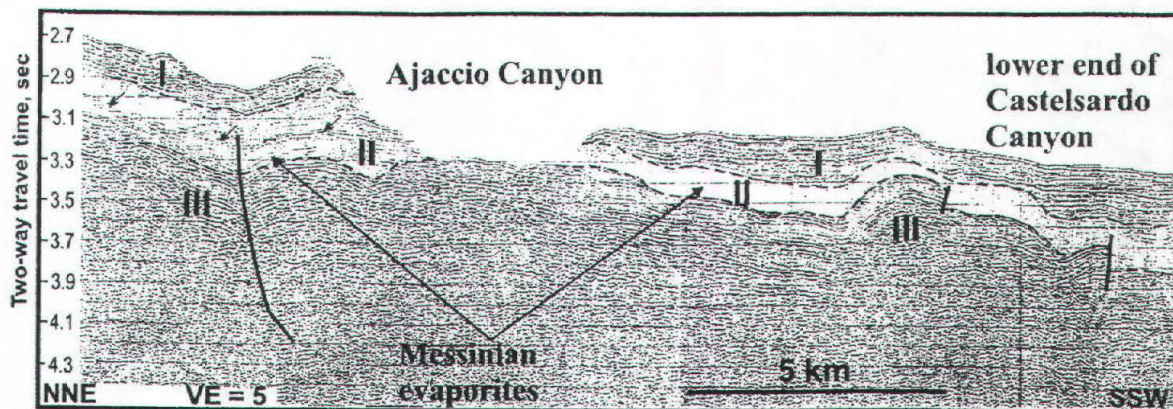 2.7
2.9
3.1
3.3
3.5
3.7
3.9
4.1
4.3
Two-way travel time, sec
I
Ajaccio Canyon
lower end of
Castelsardo
Canyon
II
I
II
III
III
Messinian
evaporites
5 km
NNE
VE = 5
SSW